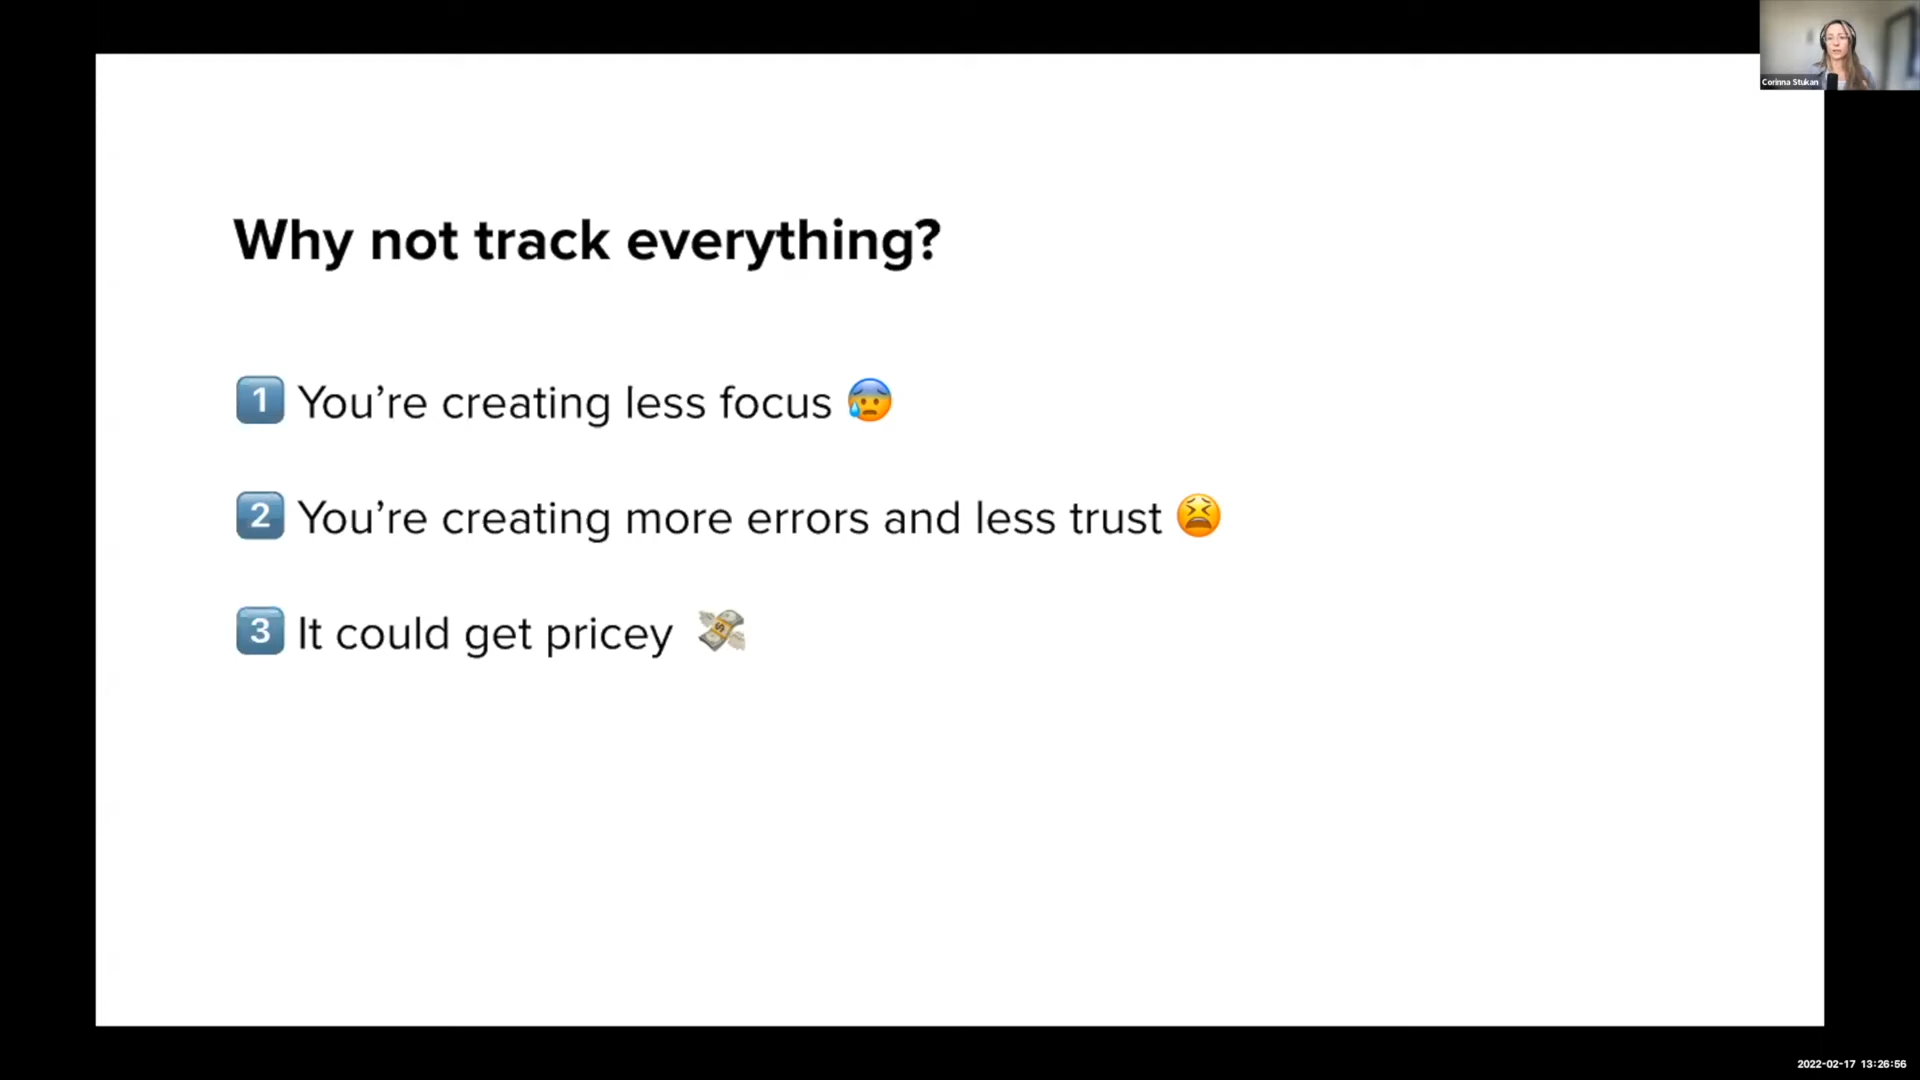 Corinna Stukan
Why not track everything?
1️⃣ You’re creating less focus 😰
2️⃣ You’re creating more errors and less trust 😫
3️⃣ It could get pricey 💸
2022-02-17 13:26:56